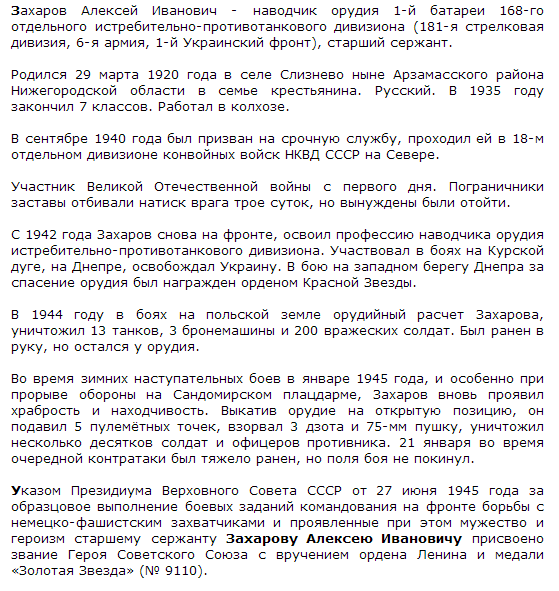 Захаров Алексей Иванович - наводчик орудия 1-й батареи 168-го
отдельного истребительно-противотанкового дивизиона (181-я стрелковая
дивизия, 6-я армия, 1-й Украинский фронт), старший сержант.
Родился 29 марта 1920 года в селе Слизнево ныне Арзамасского района
Нижегородской области в семье крестьянина. Русский. В 1935 году
закончил 7 классов. Работал в колхозе.
В сентябре 1940 года был призван на срочную службу, проходил ей в 18-м
отдельном дивизионе конвойных войск НКВД СССР на Севере.
Участник Великой Отечественной войны с первого дня. Пограничники
заставы отбивали натиск врага трое суток, но вынуждены были отойти.
С 1942 года Захаров снова на фронте, освоил профессию наводчика орудия
истребительно-противотанкового дивизиона. Участвовал в боях на Курской
дуге, на Днепре, освобождал Украину. В бою на западном берегу Днепра за
спасение орудия был награжден орденом Красной Звезды.
В 1944 году в боях на польской земле орудийный расчет Захарова,
уничтожил 13 танков, 3 бронемашины и 200 вражеских солдат. Был ранен в
руку, но остался у орудия.
Во время зимних наступательных боев в январе 1945 года, и особенно при
прорыве обороны на Сандомирском плацдарме, Захаров вновь проявил
храбрость и находчивость. Выкатив орудие на открытую позицию, он
подавил 5 пулемётных точек, взорвал 3 дзота и 75-мм пушку, уничтожил
несколько десятков солдат и офицеров противника. 21 января во время
очередной контратаки был тяжело ранен, но поля боя не покинул.
Указом Президиума Верховного Совета СССР от 27 июня 1945 года за
образцовое выполнение боевых заданий командования на фронте борьбы с
немецко-фашистским захватчиками и проявленные при этом мужество и
героизм старшему сержанту Захарову Алексею Ивановичу присвоено
звание Героя Советского Союза с вручением ордена Ленина и медали
«Золотая Звезда» (№ 9110).